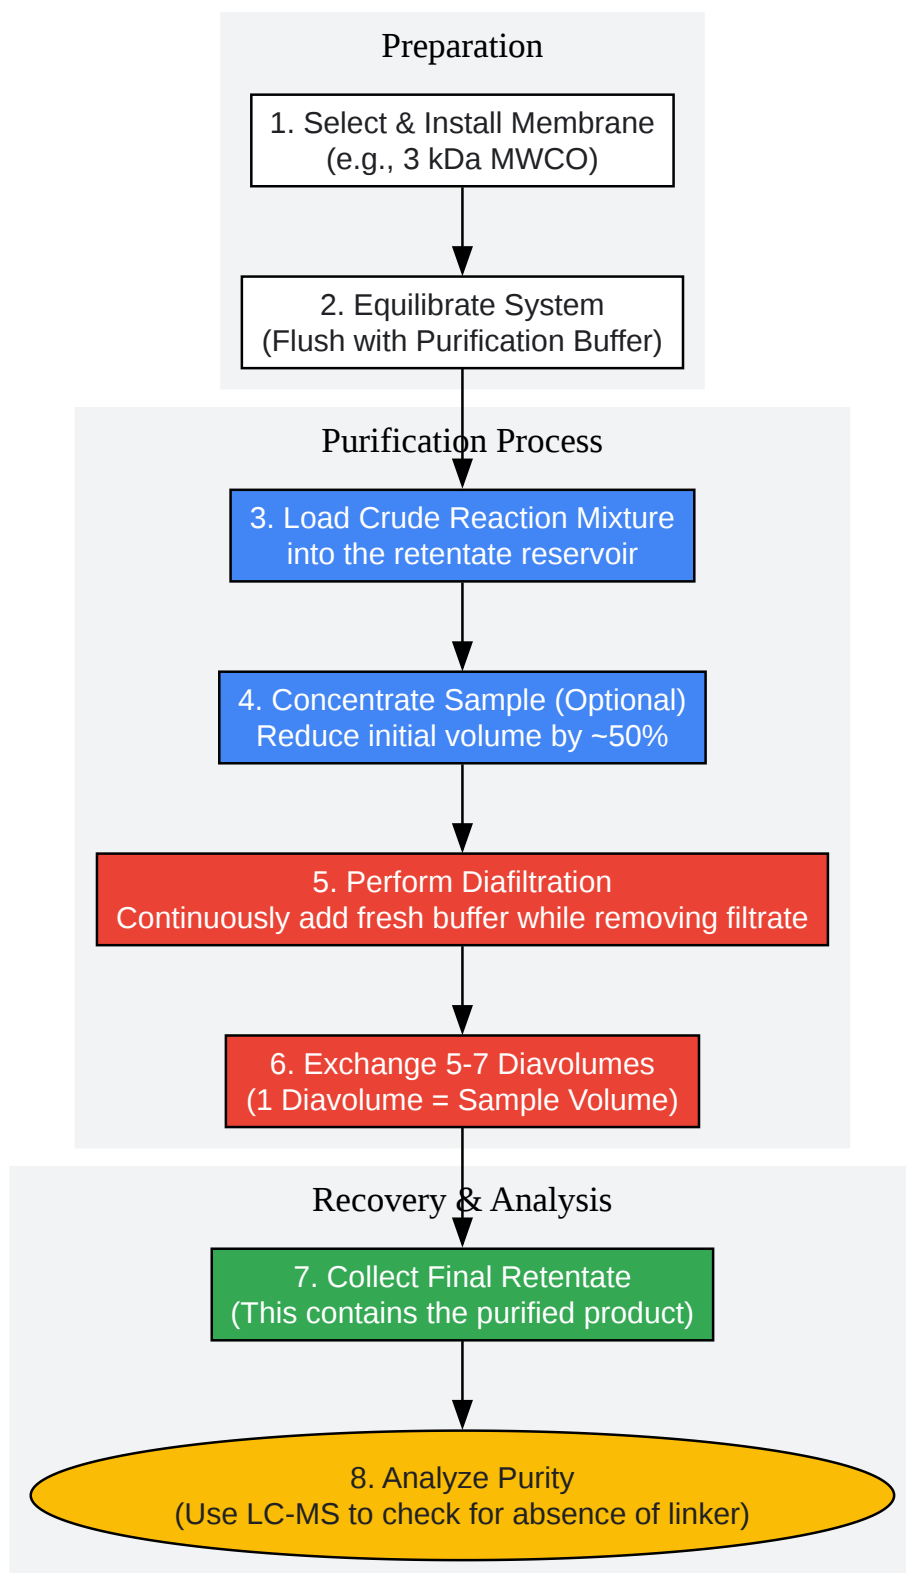 Preparation
1. Select & Install Membrane
(e.g., 3 kDa MWCO)
2. Equilibrate System
(Flush with Purification Buffer)
Purification Process
3. Load Crude Reaction Mixture
into the retentate reservoir
4. Concentrate Sample (Optional)
Reduce initial volume by ~50%
5. Perform Diafiltration
Continuously add fresh buffer while removing filtrate
6. Exchange 5-7 Diavolumes
(1 Diavolume = Sample Volume)
Recovery & Analysis
7. Collect Final Retentate
(This contains the purified product)
8. Analyze Purity
(Use LC-MS to check for absence of linker)